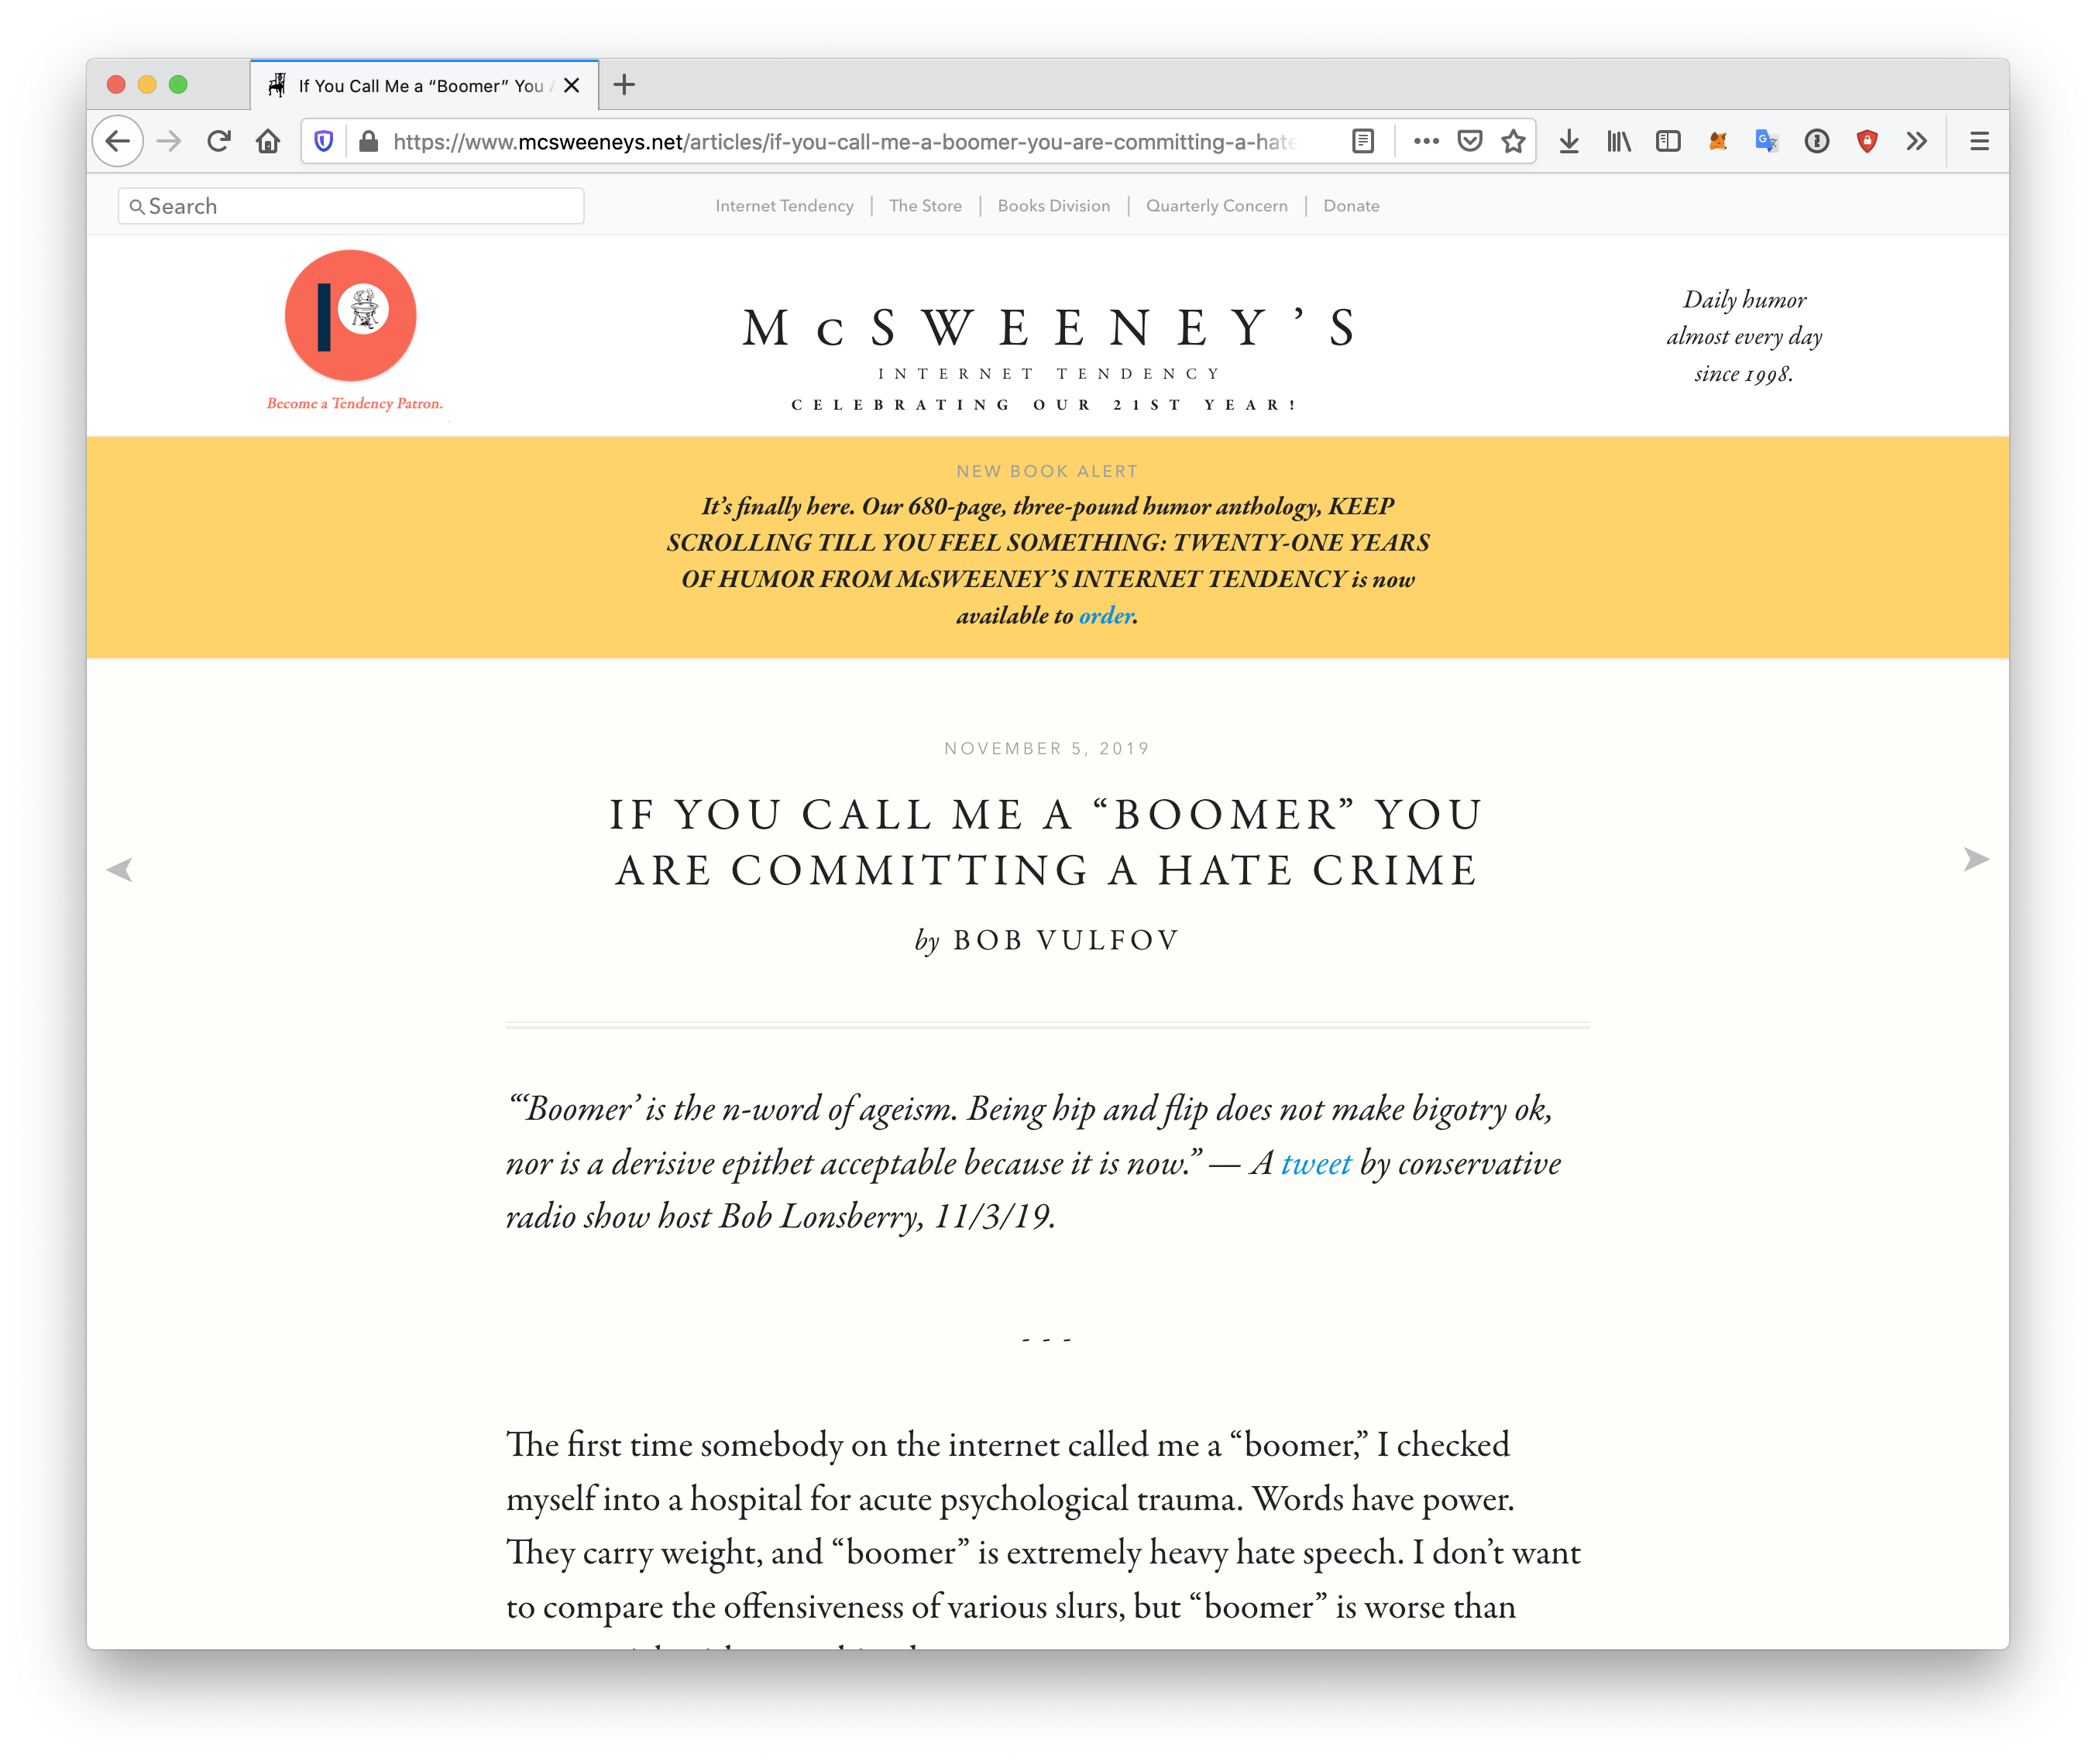 If You Call Me a “Boomer” You
https://www.mcsweeneys.net/articles/if-you-call-me-a-boomer-you-are-committing-a-hate
Search
Internet Tendency | The Store | Books Division | Quarterly Concern | Donate
McSWEENEY’S
INTERNET TENDENCY
CELEBRATING OUR 21ST YEAR!
Become a Tendency Patron.
Daily humor
almost every day
since 1998.
NEW BOOK ALERT
It’s finally here. Our 680-page, three-pound humor anthology, KEEP
SCROLLING TILL YOU FEEL SOMETHING: TWENTY-ONE YEARS
OF HUMOR FROM McSWEENEY’S INTERNET TENDENCY is now
available to order.
NOVEMBER 5, 2019
IF YOU CALL ME A “BOOMER” YOU
ARE COMMITTING A HATE CRIME
by BOB VULFOV
“‘Boomer’ is the n-word of ageism. Being hip and flip does not make bigotry ok,
nor is a derisive epithet acceptable because it is now.” — A tweet by conservative
radio show host Bob Lonsberry, 11/3/19.
- - -
The first time somebody on the internet called me a “boomer,” I checked
myself into a hospital for acute psychological trauma. Words have power.
They carry weight, and “boomer” is extremely heavy hate speech. I don’t want
to compare the offensiveness of various slurs, but “boomer” is worse than